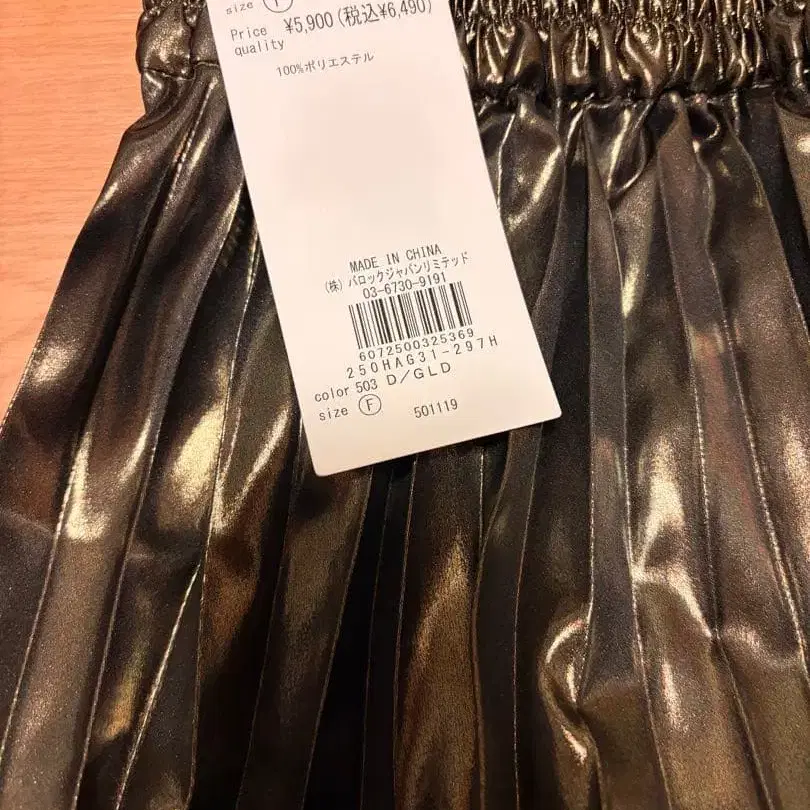 size F
Price ¥5,900(税込¥6,490)
quality
100%ポリエステル
MADE IN CHINA
(株)バロックジャパンリミテッド
03-6730-9191
6072500325369
250HAG31-297H
color 503 D/GLD
size F 501119